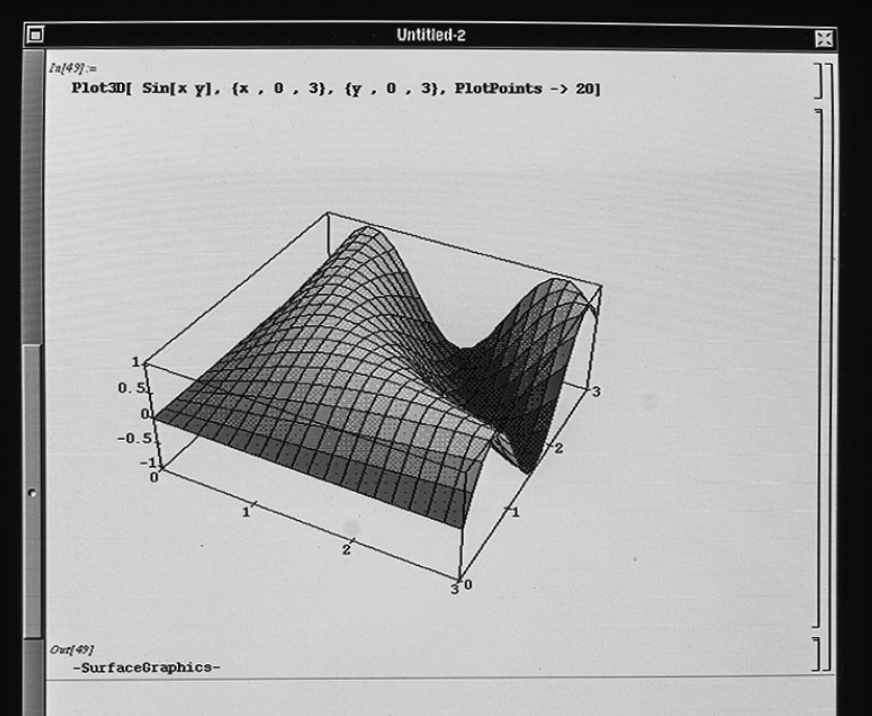 Untitled-2
In[49]:=
Plot3D[ Sin[x y], {x , 0 , 3}, {y , 0 , 3}, PlotPoints -> 20]
1
0.5
0
-0.5
-1
0
1
2
3
0
1
2
3
Out[49]
-SurfaceGraphics-